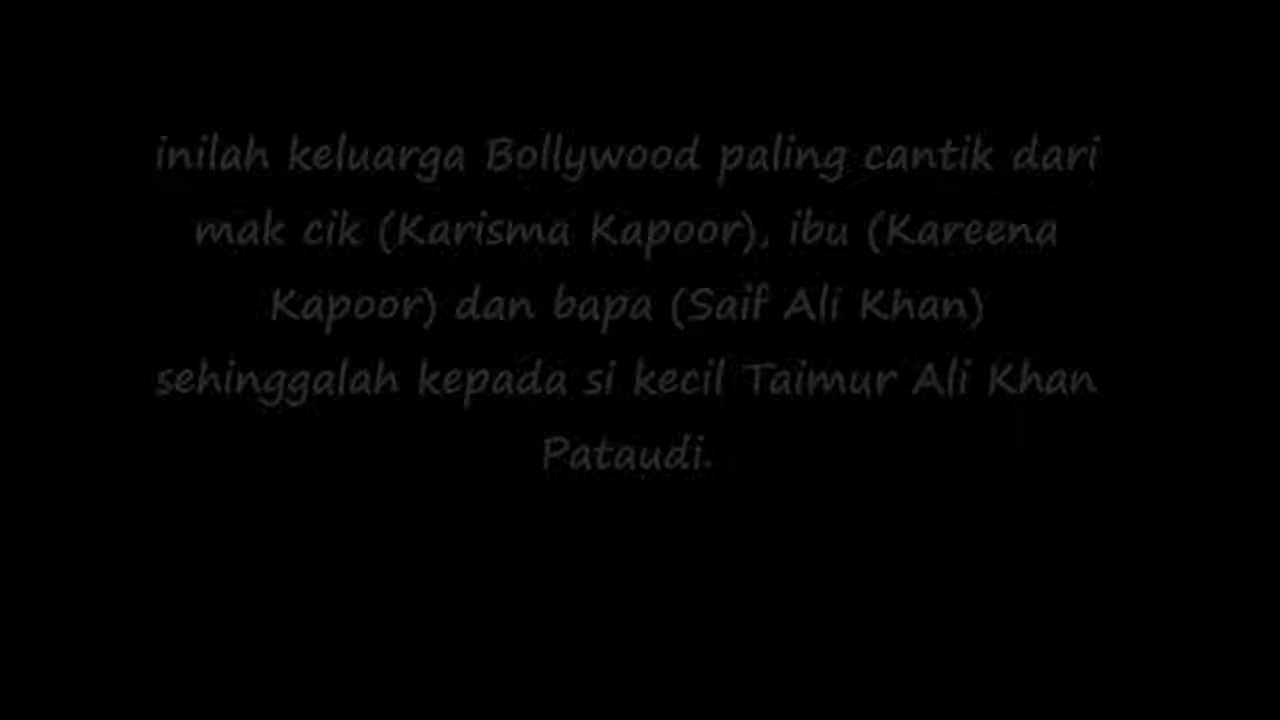 inilah keluarga Bollywood paling cantik dari
mak cik (Karisma Kapoor), ibu (Kareena
Kapoor) dan bapa (Saif Ali Khan)
sehinggalah kepada si kecil Taimur Ali Khan
Pataudi.